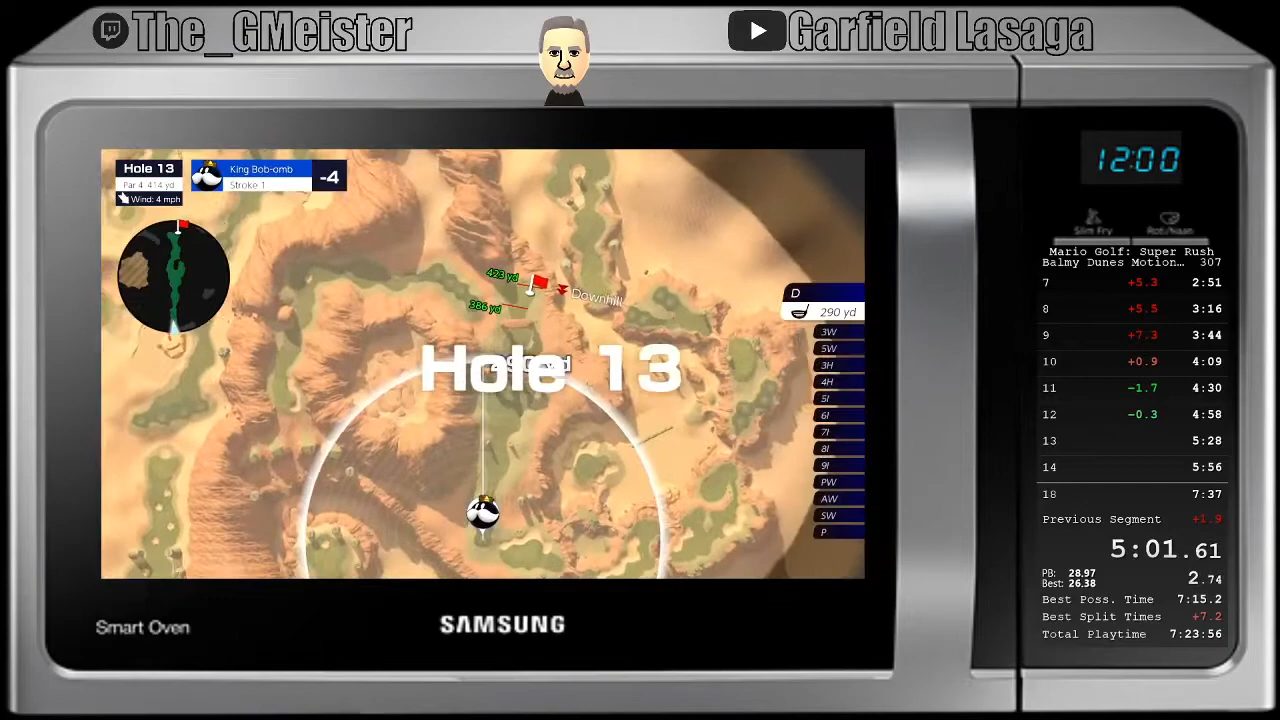 The_GMeister
Garfield Lasaga
Hole 13
Par 4 414 yd
Wind: 4 mph
King Bob-omb
Stroke 1
-4
423 yd
386 yd
Downhill
Hole 13
D
290 yd
3W
5W
3H
4H
5I
6I
7I
8I
9I
PW
AW
SW
P
Smart Oven
SAMSUNG
12:00
Slim Fry
Roti/Naan
Mario Golf: Super Rush
Balmy Dunes Motion... 307
7 +5.3 2:51
8 +5.5 3:16
9 +7.3 3:44
10 +0.9 4:09
11 -1.7 4:30
12 -0.3 4:58
13 5:28
14 5:56
18 7:37
Previous Segment +1.9
5:01.61
PB: 28.97
Best: 26.38
2.74
Best Poss. Time 7:15.2
Best Split Times +7.2
Total Playtime 7:23:56